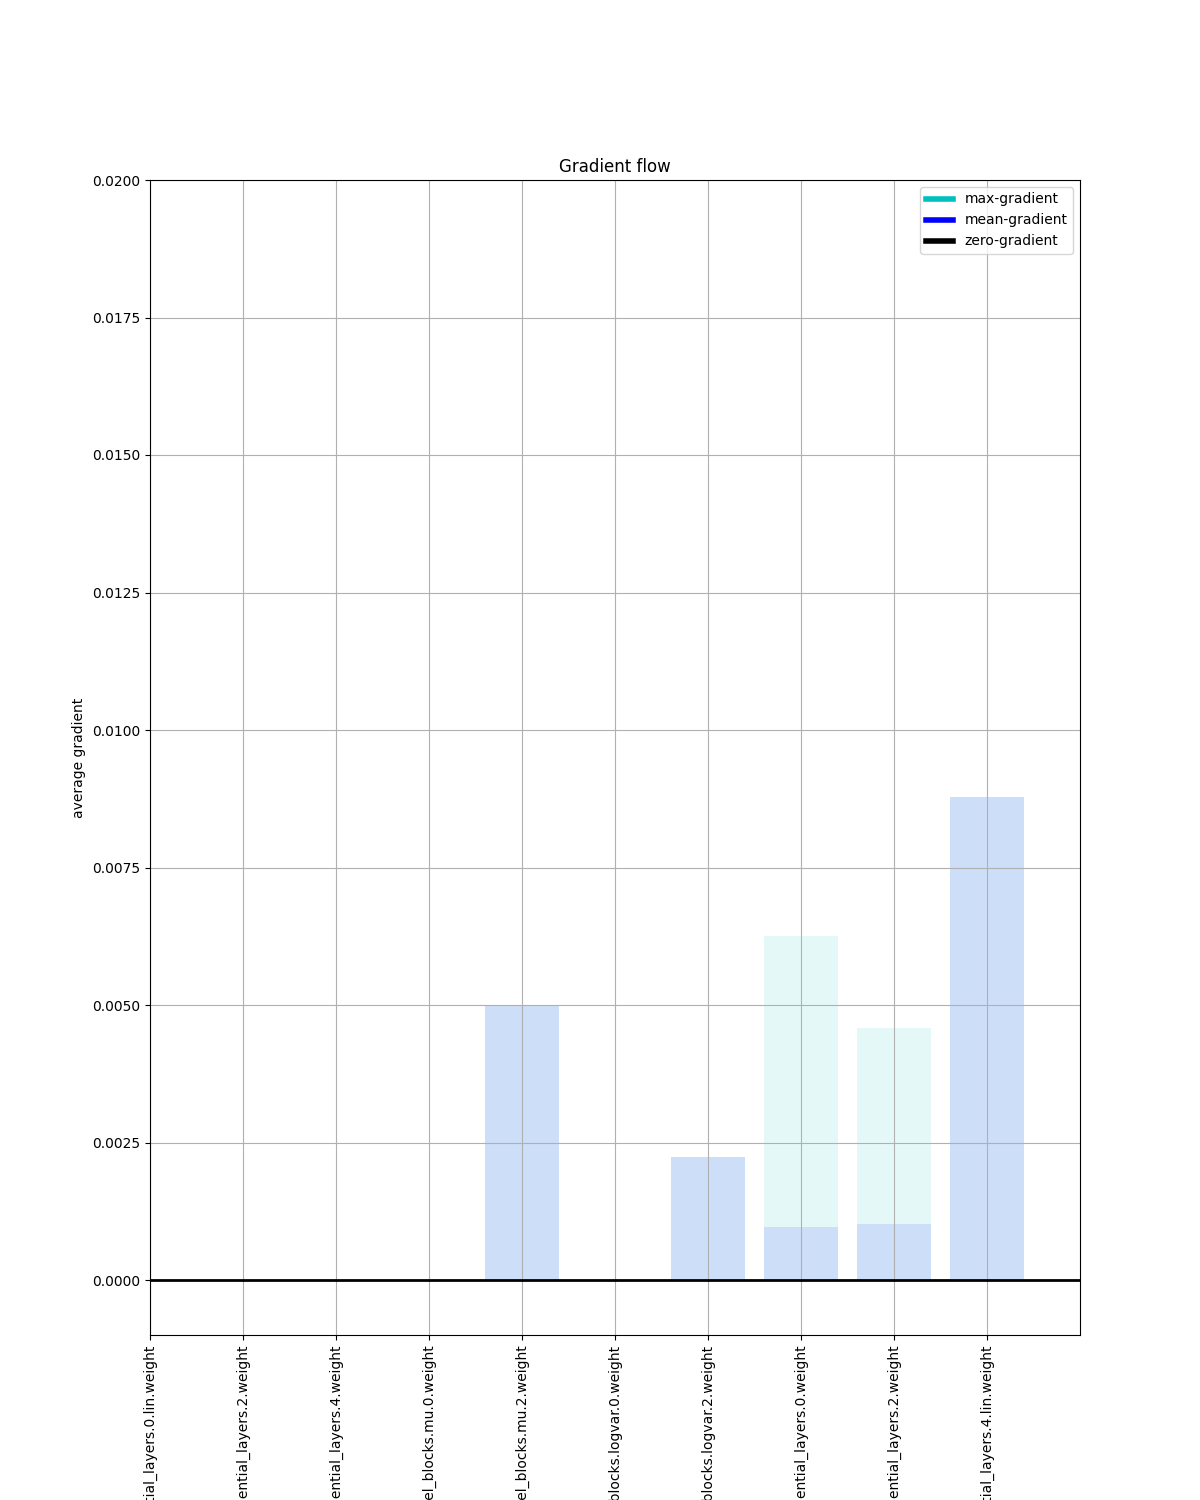 Gradient flow
max-gradient
mean-gradient
zero-gradient
average gradient
0.0200
0.0175
0.0150
0.0125
0.0100
0.0075
0.0050
0.0025
0.0000
tial_layers.0.lin.weight
ential_layers.2.weight
ential_layers.4.weight
el_blocks.mu.0.weight
el_blocks.mu.2.weight
blocks.logvar.0.weight
blocks.logvar.2.weight
ential_layers.0.weight
ential_layers.2.weight
tial_layers.4.lin.weight